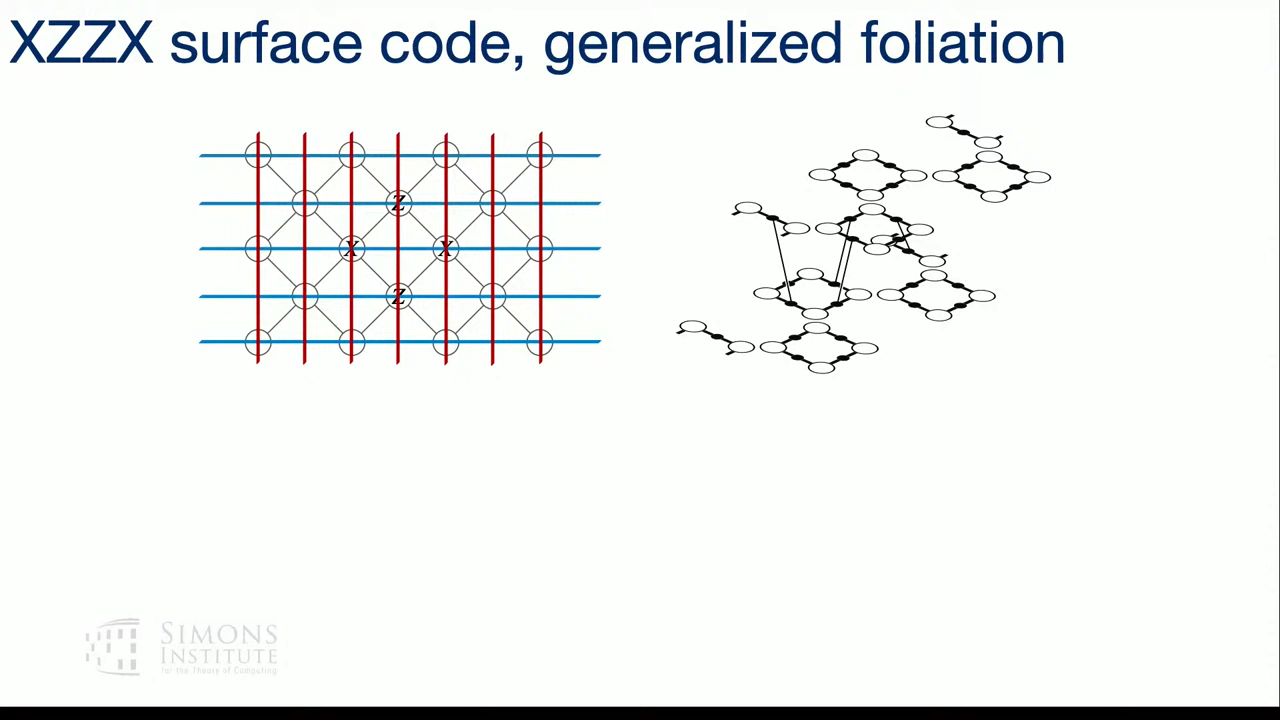 XZZX surface code, generalized foliation
Z
X X
Z
SIMONS
INSTITUTE
for the Theory of Computing